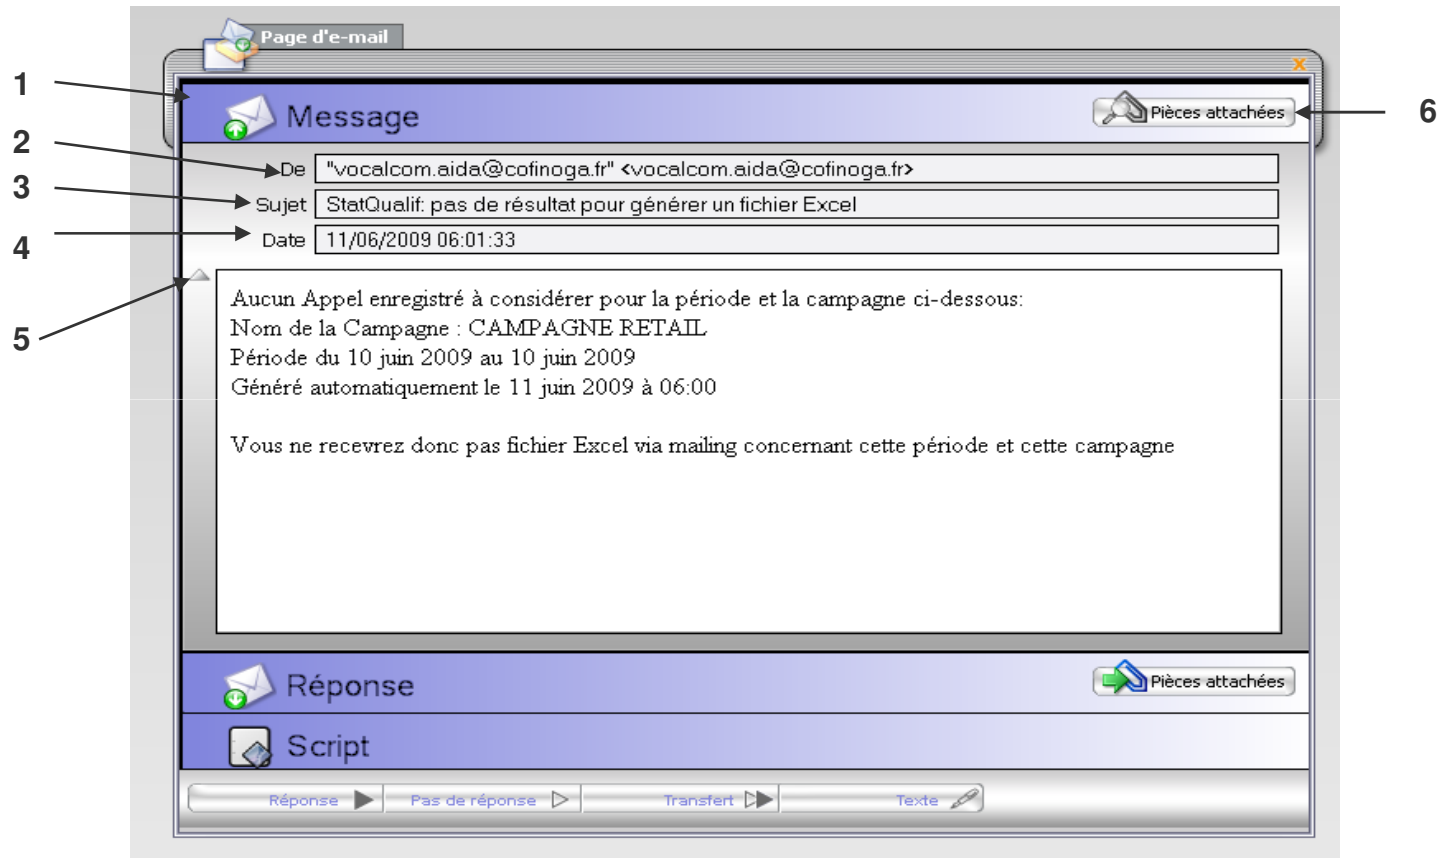 Page d'e-mail
x
1
Message
Pièces attachées
6
2
De
"vocalcom.aida@cofinoga.fr" <vocalcom.aida@cofinoga.fr>
3
Sujet
StatQualif: pas de résultat pour générer un fichier Excel
4
Date
11/06/2009 06:01:33
5
Aucun Appel enregistré à considérer pour la période et la campagne ci-dessous:
Nom de la Campagne : CAMPAGNE RETAIL
Période du 10 juin 2009 au 10 juin 2009
Généré automatiquement le 11 juin 2009 à 06:00
Vous ne recevrez donc pas fichier Excel via mailing concernant cette période et cette campagne
Réponse
Pièces attachées
Script
Réponse
Pas de réponse
Transfert
Texte